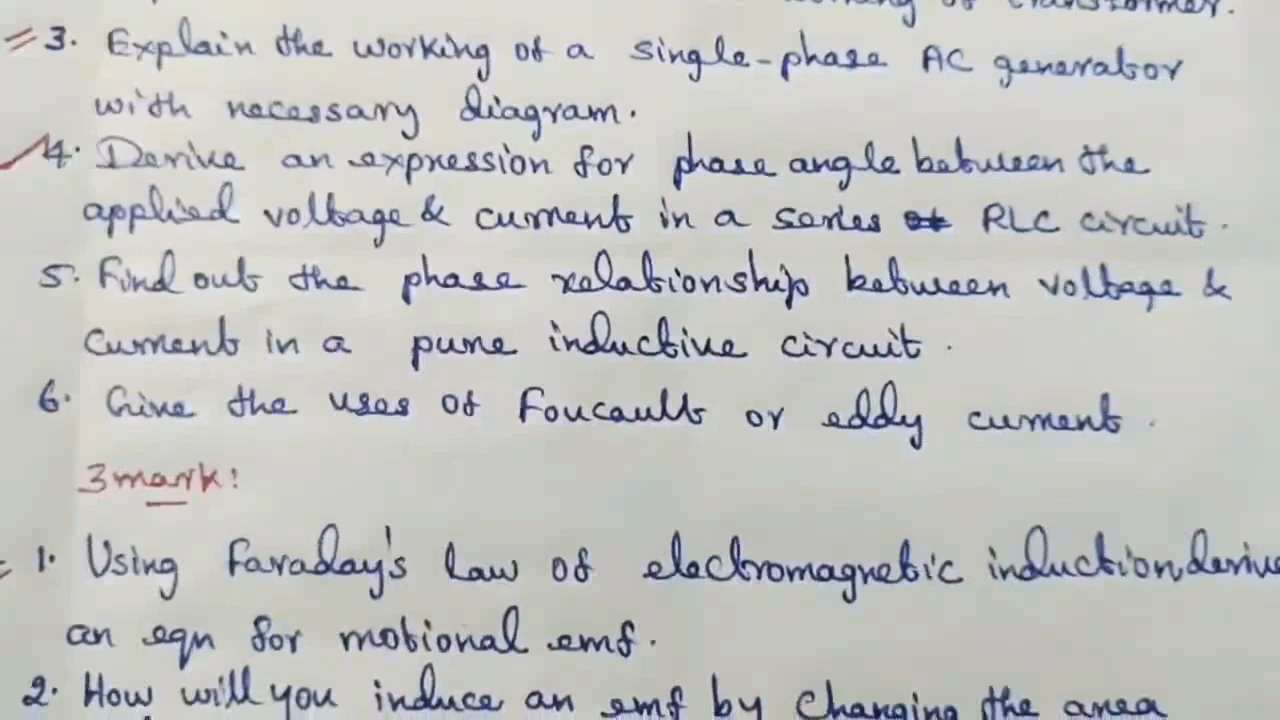 of transformer.
3. Explain the working of a single-phase AC generator
with necessary diagram.
4. Derive an expression for phase angle between the
applied voltage & current in a series RLC circuit.
5. Find out the phase relationship between voltage &
current in a pure inductive circuit.
6. Give the uses of Foucault or eddy current.
3 mark:
1. Using Faraday's law of electromagnetic induction derive
an eqn for motional emf.
2. How will you induce an emf by changing the area